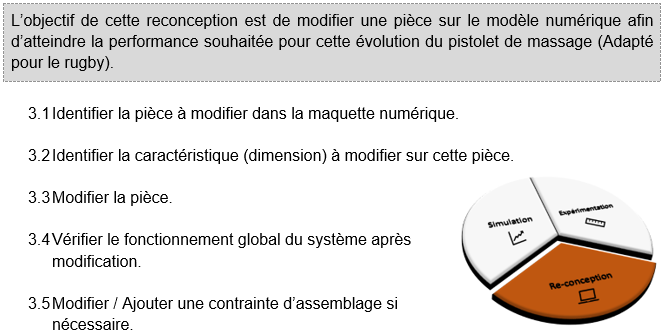 L’objectif de cette reconception est de modifier une pièce sur le modèle numérique afin
d’atteindre la performance souhaitée pour cette évolution du pistolet de massage (Adapté
pour le rugby).
3.1 Identifier la pièce à modifier dans la maquette numérique.
3.2 Identifier la caractéristique (dimension) à modifier sur cette pièce.
3.3 Modifier la pièce.
3.4 Vérifier le fonctionnement global du système après
modification.
3.5 Modifier / Ajouter une contrainte d’assemblage si
nécessaire.
Simulation
Expérimentation
Re-conception